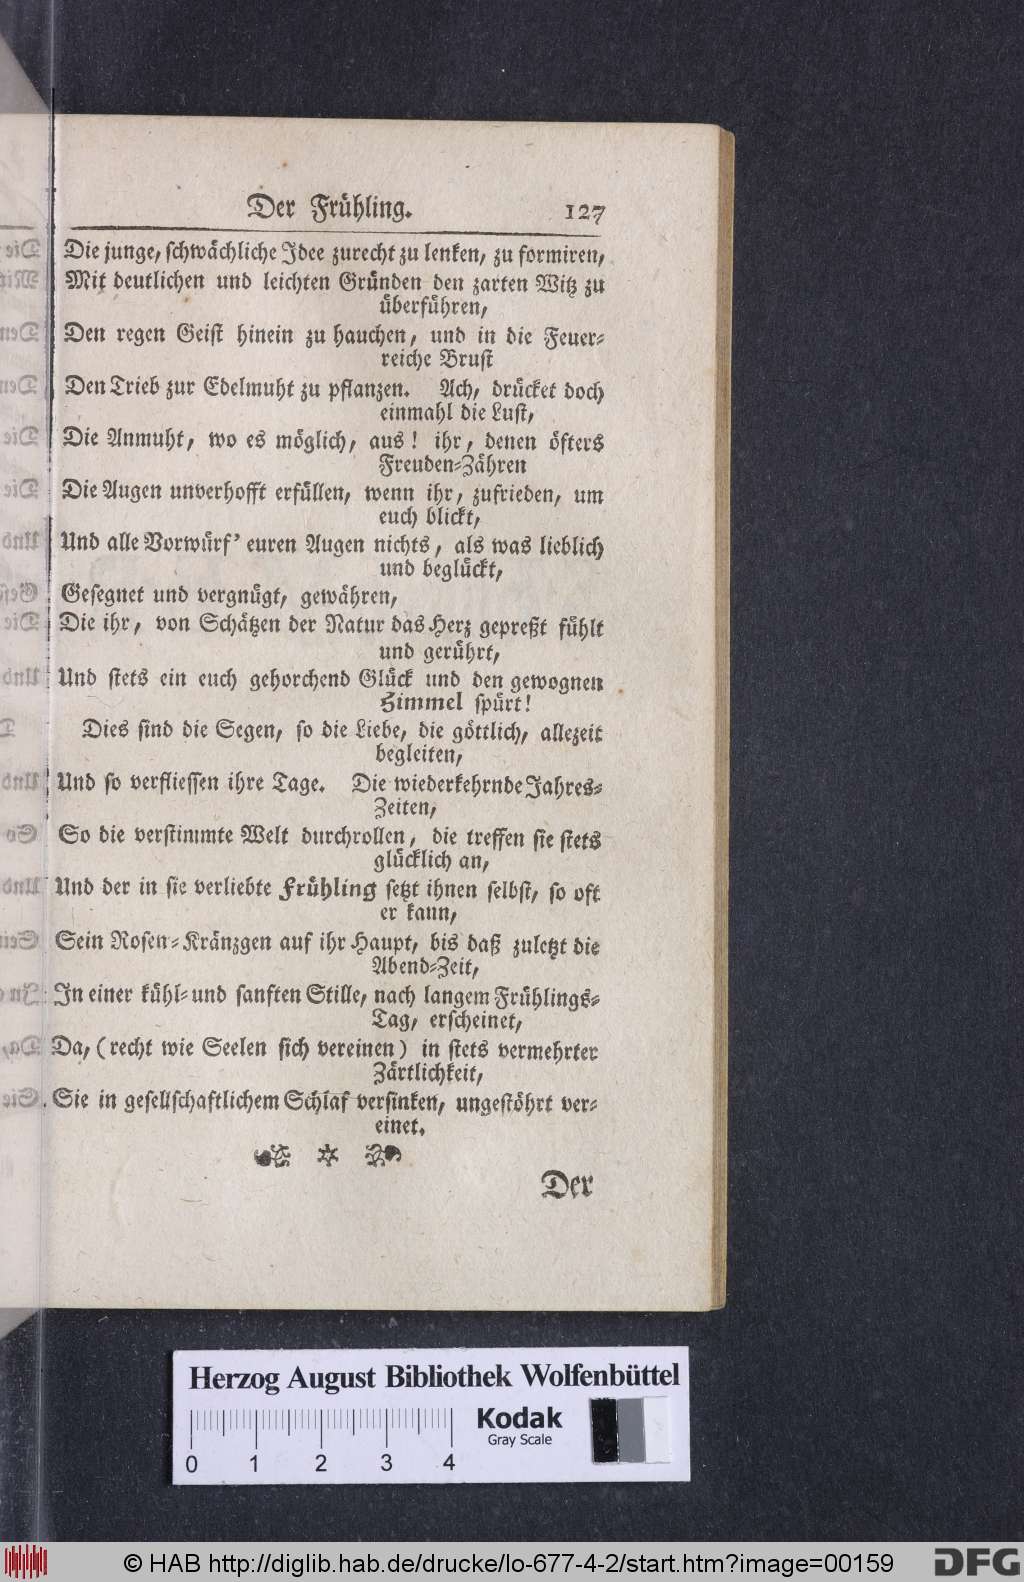 Der Frühling. 127
Die junge, schwächliche Idee zurecht zu lenken, zu formiren,
Mit deutlichen und leichten Gründen den zarten Witz zu
überführen,
Den regen Geist hinein zu hauchen, und in die Feuer-
reiche Brust
Den Trieb zur Edelmuht zu pflanzen. Ach, drücket doch
einmahl die Lust,
Die Anmuht, wo es möglich, aus! ihr, denen öfters
Freuden-Zähren
Die Augen unverhofft erfüllen, wenn ihr, zufrieden, um
euch blickt,
Und alle Vorwürf' euren Augen nichts, als was lieblich
und beglückt,
Gesegnet und vergnügt, gewähren,
Die ihr, von Schätzen der Natur das Herz gepreßt fühlt
und gerührt,
Und stets ein euch gehorchend Glück und den gewognen
Himmel spürt!
Dies sind die Segen, so die Liebe, die göttlich, allezeit
begleiten,
Und so verfliessen ihre Tage. Die wiederkehrnde Jahres-
Zeiten,
So die verstimmte Welt durchrollen, die treffen sie stets
glücklich an,
Und der in sie verliebte Frühling setzt ihnen selbst, so oft
er kann,
Sein Rosen-Kränzgen auf ihr Haupt, bis daß zuletzt die
Abend-Zeit,
In einer kühl- und sanften Stille, nach langem Frühlings-
Tag, erscheinet,
Da, (recht wie Seelen sich vereinen) in stets vermehrter
Zärtlichkeit,
Sie in gesellschaftlichem Schlaf versinken, ungestöhrt ver-
einet.
Der
Herzog August Bibliothek Wolfenbüttel
Kodak
Gray Scale
0 1 2 3 4
© HAB http://diglib.hab.de/drucke/lo-677-4-2/start.htm?image=00159
DFG